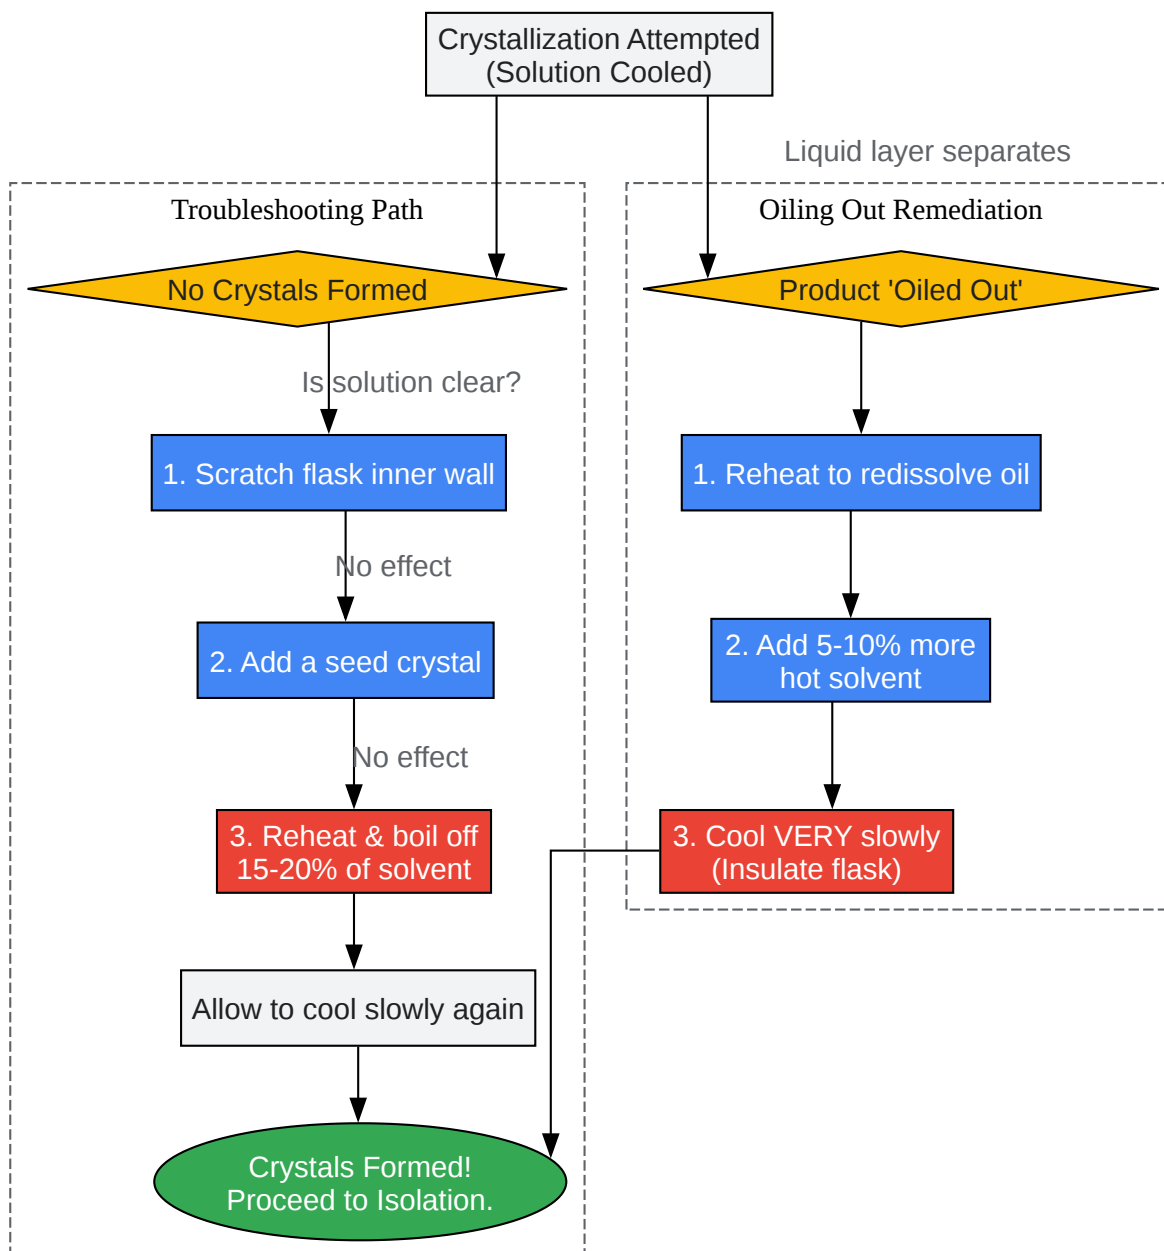 Crystallization Attempted
(Solution Cooled)
Liquid layer separates
Troubleshooting Path
No Crystals Formed
Is solution clear?
1. Scratch flask inner wall
No effect
2. Add a seed crystal
No effect
3. Reheat & boil off
15-20% of solvent
Allow to cool slowly again
Crystals Formed!
Proceed to Isolation.
Oiling Out Remediation
Product 'Oiled Out'
1. Reheat to redissolve oil
2. Add 5-10% more
hot solvent
3. Cool VERY slowly
(Insulate flask)